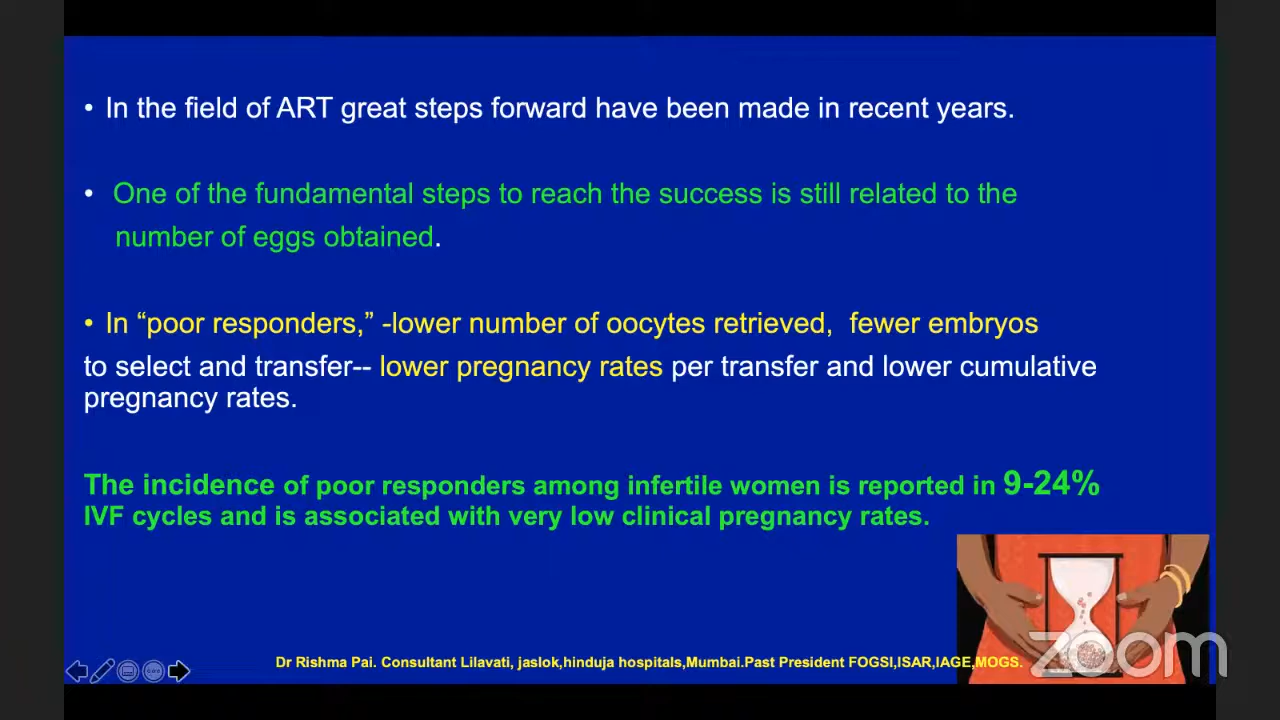 • In the field of ART great steps forward have been made in recent years.
• One of the fundamental steps to reach the success is still related to the
number of eggs obtained.
• In “poor responders,” -lower number of oocytes retrieved, fewer embryos
to select and transfer-- lower pregnancy rates per transfer and lower cumulative
pregnancy rates.
The incidence of poor responders among infertile women is reported in 9-24%
IVF cycles and is associated with very low clinical pregnancy rates.
Dr Rishma Pai. Consultant Lilavati, jaslok,hinduja hospitals,Mumbai.Past President FOGSI,ISAR,IAGE,MOGS.
zoom